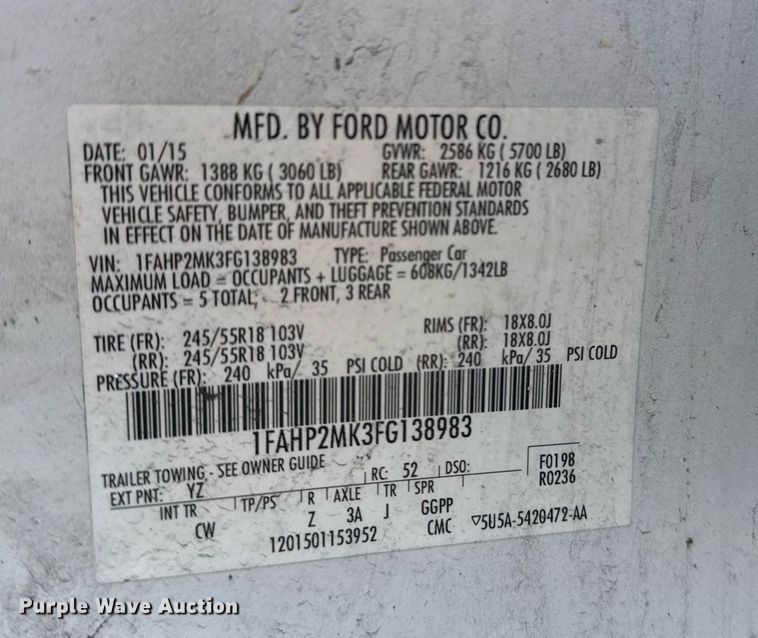 MFD. BY FORD MOTOR CO.
DATE: 01/15 GVWR: 2586 KG ( 5700 LB)
FRONT GAWR: 1388 KG ( 3060 LB) REAR GAWR: 1216 KG ( 2680 LB)
THIS VEHICLE CONFORMS TO ALL APPLICABLE FEDERAL MOTOR
VEHICLE SAFETY, BUMPER, AND THEFT PREVENTION STANDARDS
IN EFFECT ON THE DATE OF MANUFACTURE SHOWN ABOVE.
VIN: 1FAHP2MK3FG138983 TYPE: Passenger Car
MAXIMUM LOAD = OCCUPANTS + LUGGAGE = 608KG/1342LB
OCCUPANTS = 5 TOTAL; 2 FRONT, 3 REAR
TIRE (FR): 245/55R18 103V RIMS (FR): 18X8.0J
(RR): 245/55R18 103V (RR): 18X8.0J
PRESSURE (FR): 240 kPa/ 35 PSI COLD (RR): 240 kPa/ 35 PSI COLD
1FAHP2MK3FG138983
TRAILER TOWING - SEE OWNER GUIDE
EXT PNT: YZ RC: 52 DSO: F0198
R0236
INT TR TP/PS R AXLE TR SPR
CW Z 3A J GGPP
1201501153952 CMC ▽5U5A-5420472-AA
Purple Wave Auction